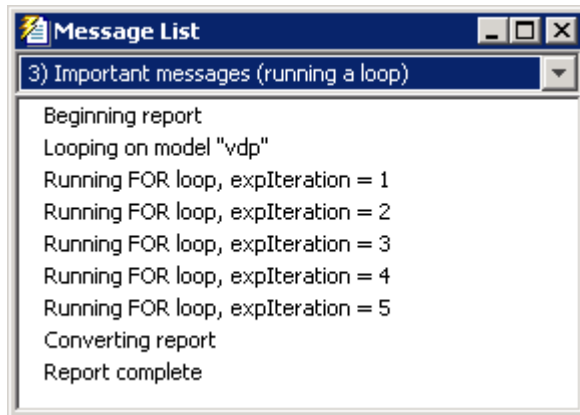 Message List
3) Important messages (running a loop)
Beginning report
Looping on model "vdp"
Running FOR loop, expIteration = 1
Running FOR loop, expIteration = 2
Running FOR loop, expIteration = 3
Running FOR loop, expIteration = 4
Running FOR loop, expIteration = 5
Converting report
Report complete